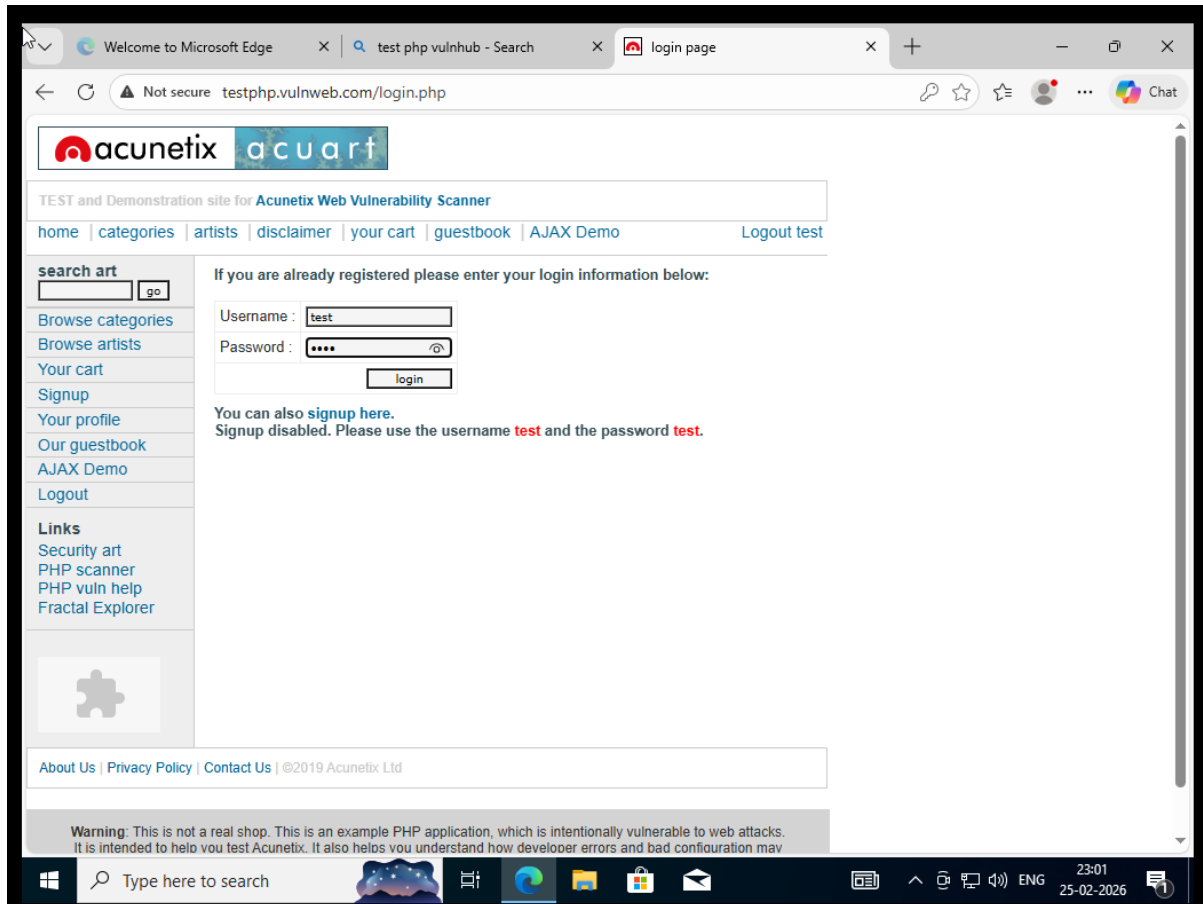 Welcome to Microsoft Edge
test php vulnhub - Search
login page
Not secure testphp.vulnweb.com/login.php
Chat
acunetix acuart
TEST and Demonstration site for Acunetix Web Vulnerability Scanner
home | categories | artists | disclaimer | your cart | guestbook | AJAX Demo
Logout test
search art
go
Browse categories
Browse artists
Your cart
Signup
Your profile
Our guestbook
AJAX Demo
Logout
Links
Security art
PHP scanner
PHP vuln help
Fractal Explorer
If you are already registered please enter your login information below:
Username : test
Password : ••••
login
You can also signup here.
Signup disabled. Please use the username test and the password test.
About Us | Privacy Policy | Contact Us | ©2019 Acunetix Ltd
Warning: This is not a real shop. This is an example PHP application, which is intentionally vulnerable to web attacks.
It is intended to help you test Acunetix. It also helps you understand how developer errors and bad configuration may
Type here to search
ENG
23:01
25-02-2026
1